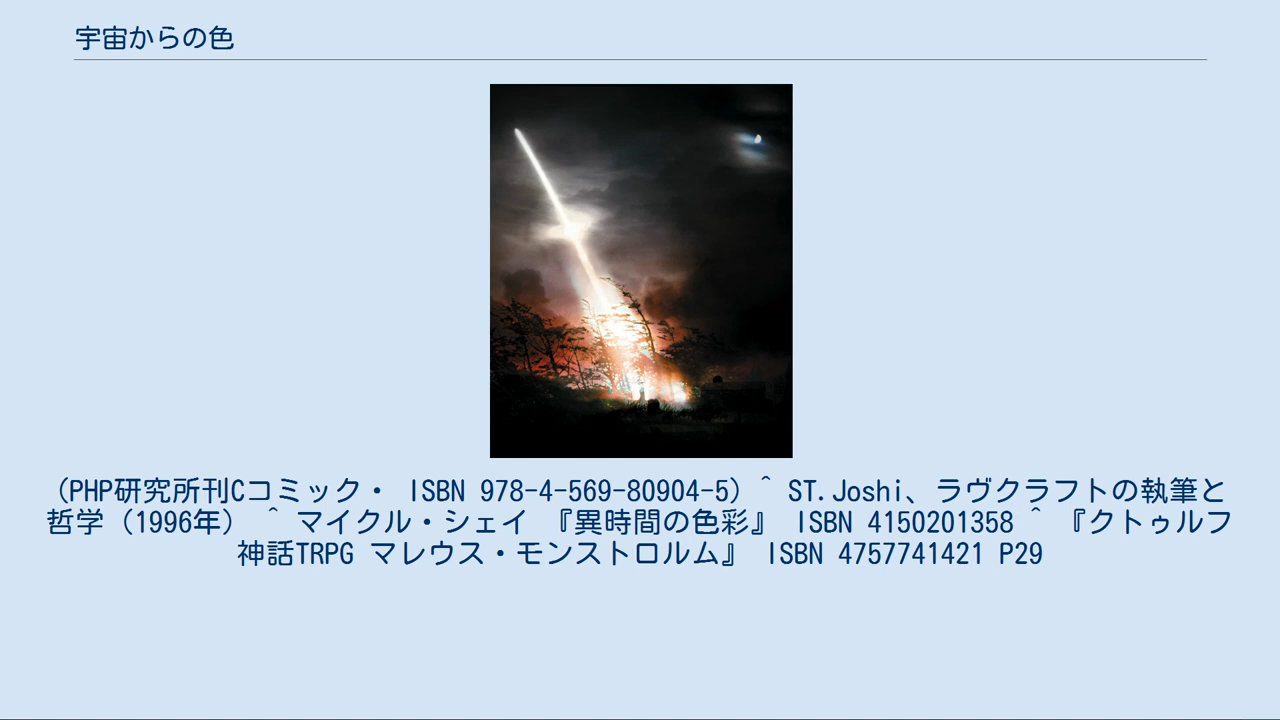 宇宙からの色
（PHP研究所刊Cコミック・ ISBN 978-4-569-80904-5）^ ST.Joshi、ラヴクラフトの執筆と
哲学（1996年） ^ マイクル・シェイ 『異時間の色彩』 ISBN 4150201358 ^ 『クトゥルフ
神話TRPG マレウス・モンストロルム』 ISBN 4757741421 P29